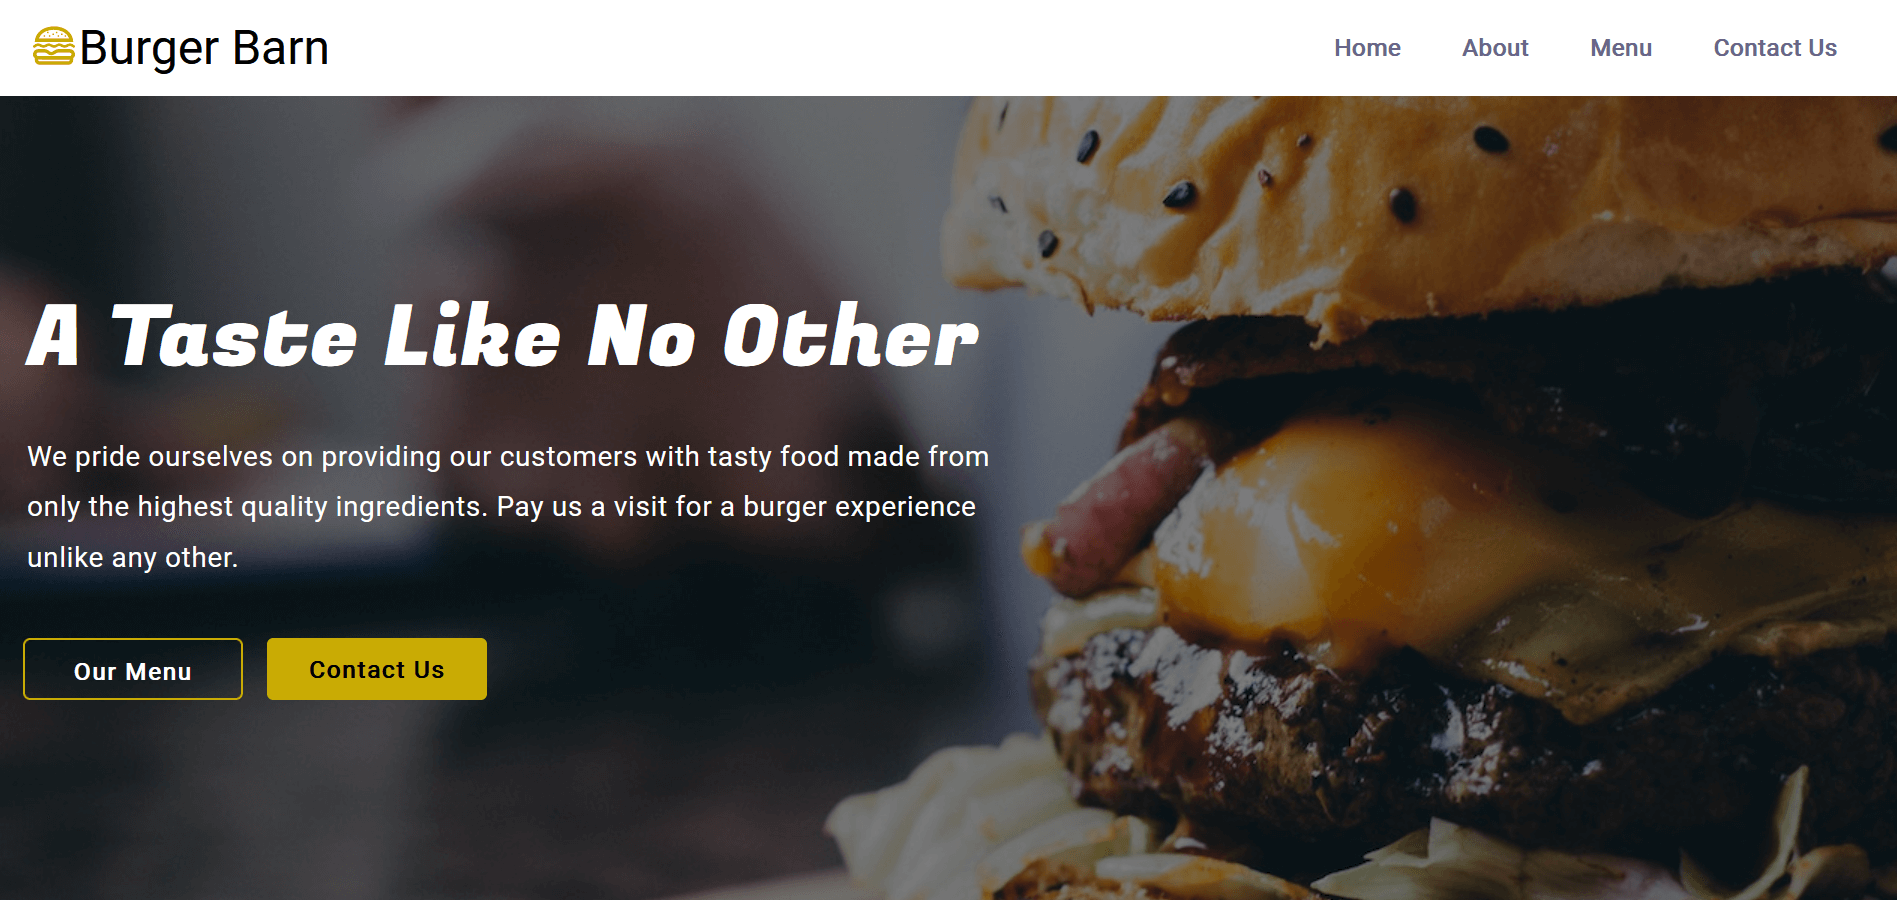 Burger Barn
Home About Menu Contact Us
A Taste Like No Other
We pride ourselves on providing our customers with tasty food made from
only the highest quality ingredients. Pay us a visit for a burger experience
unlike any other.
Our Menu Contact Us